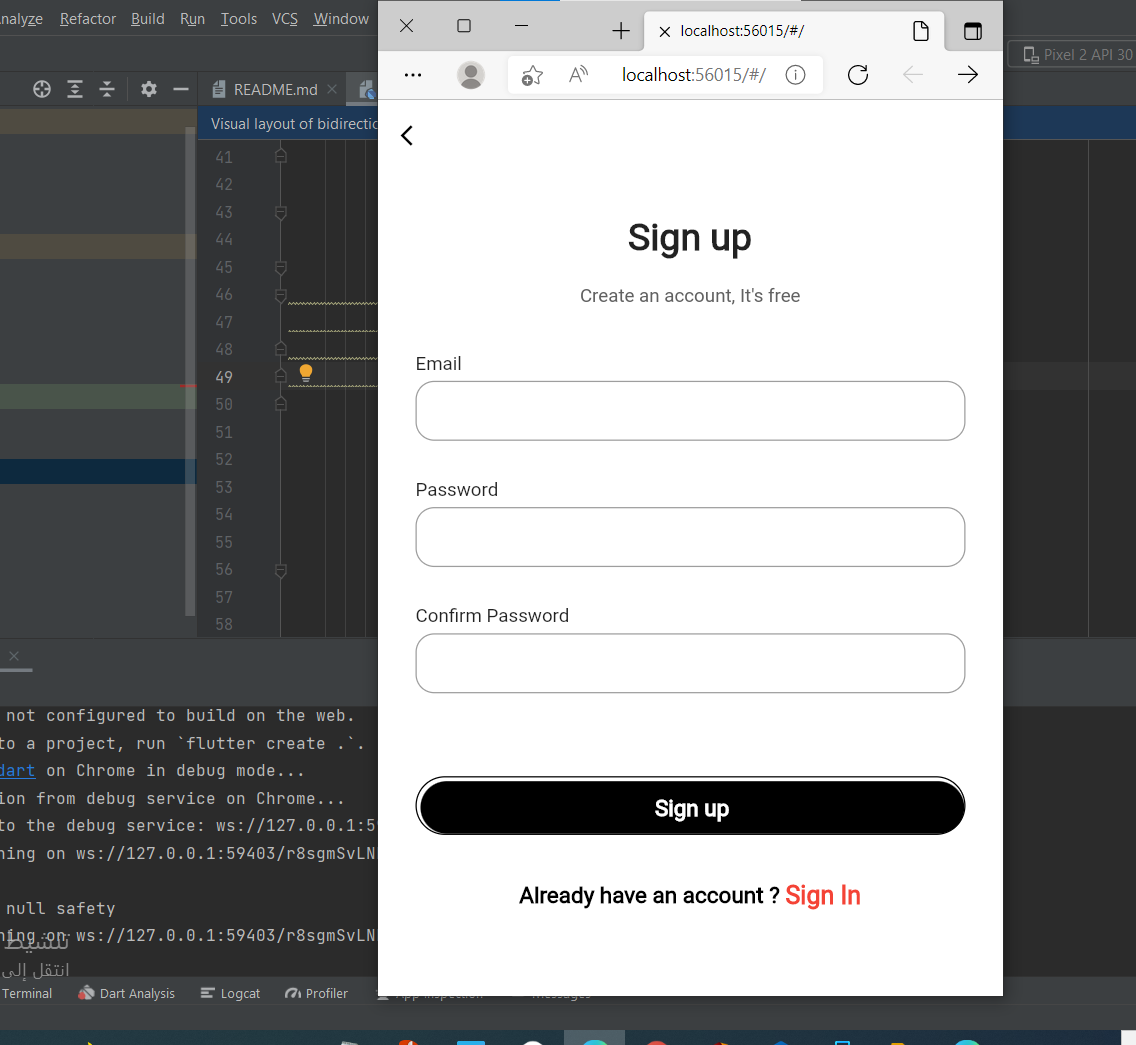 Refactor Build Run Tools VCS Window
localhost:56015/#/
Pixel 2 API 30
localhost:56015/#/
README.md
Visual layout of
41
42
43
44
45
46
47
48
49
50
51
52
53
54
55
56
57
58
Sign up
Create an account, It's free
Email
Password
Confirm Password
Sign up
Already have an account ? Sign In
not configured to build on the web.
to a project, run `flutter create .`.
dart on Chrome in debug mode...
ion from debug service on Chrome...
to the debug service: ws://127.0.0.1:5
ning on ws://127.0.0.1:59403/r8sgmSvLN
null safety
ning on ws://127.0.0.1:59403/r8sgmSvLN
تنشيط
انتقل إلى
Terminal Dart Analysis Logcat Profiler